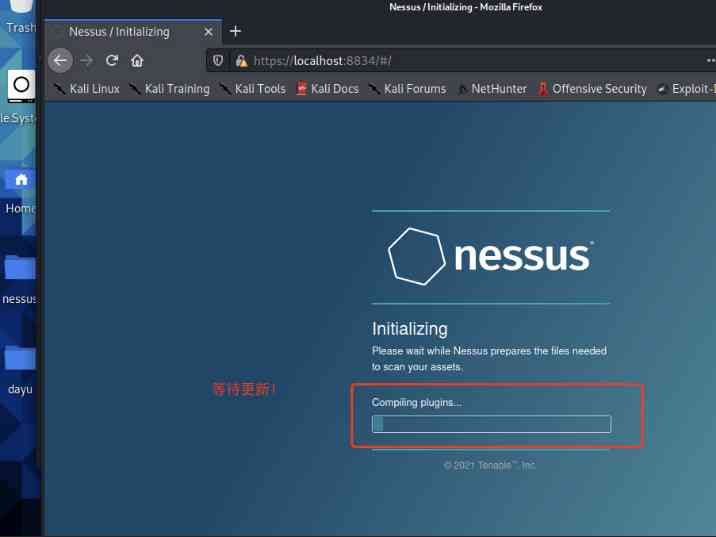 Nessus / Initializing - Mozilla Firefox
Trash
Nessus / Initializing
https://localhost:8834/#/
Kali Linux Kali Training Kali Tools Kali Docs Kali Forums NetHunter Offensive Security Exploit-
le Syste
Home
nessus
Initializing
Please wait while Nessus prepares the files needed
to scan your assets.
nessus
等待更新!
dayu
Compiling plugins...
© 2021 Tenable™, Inc.